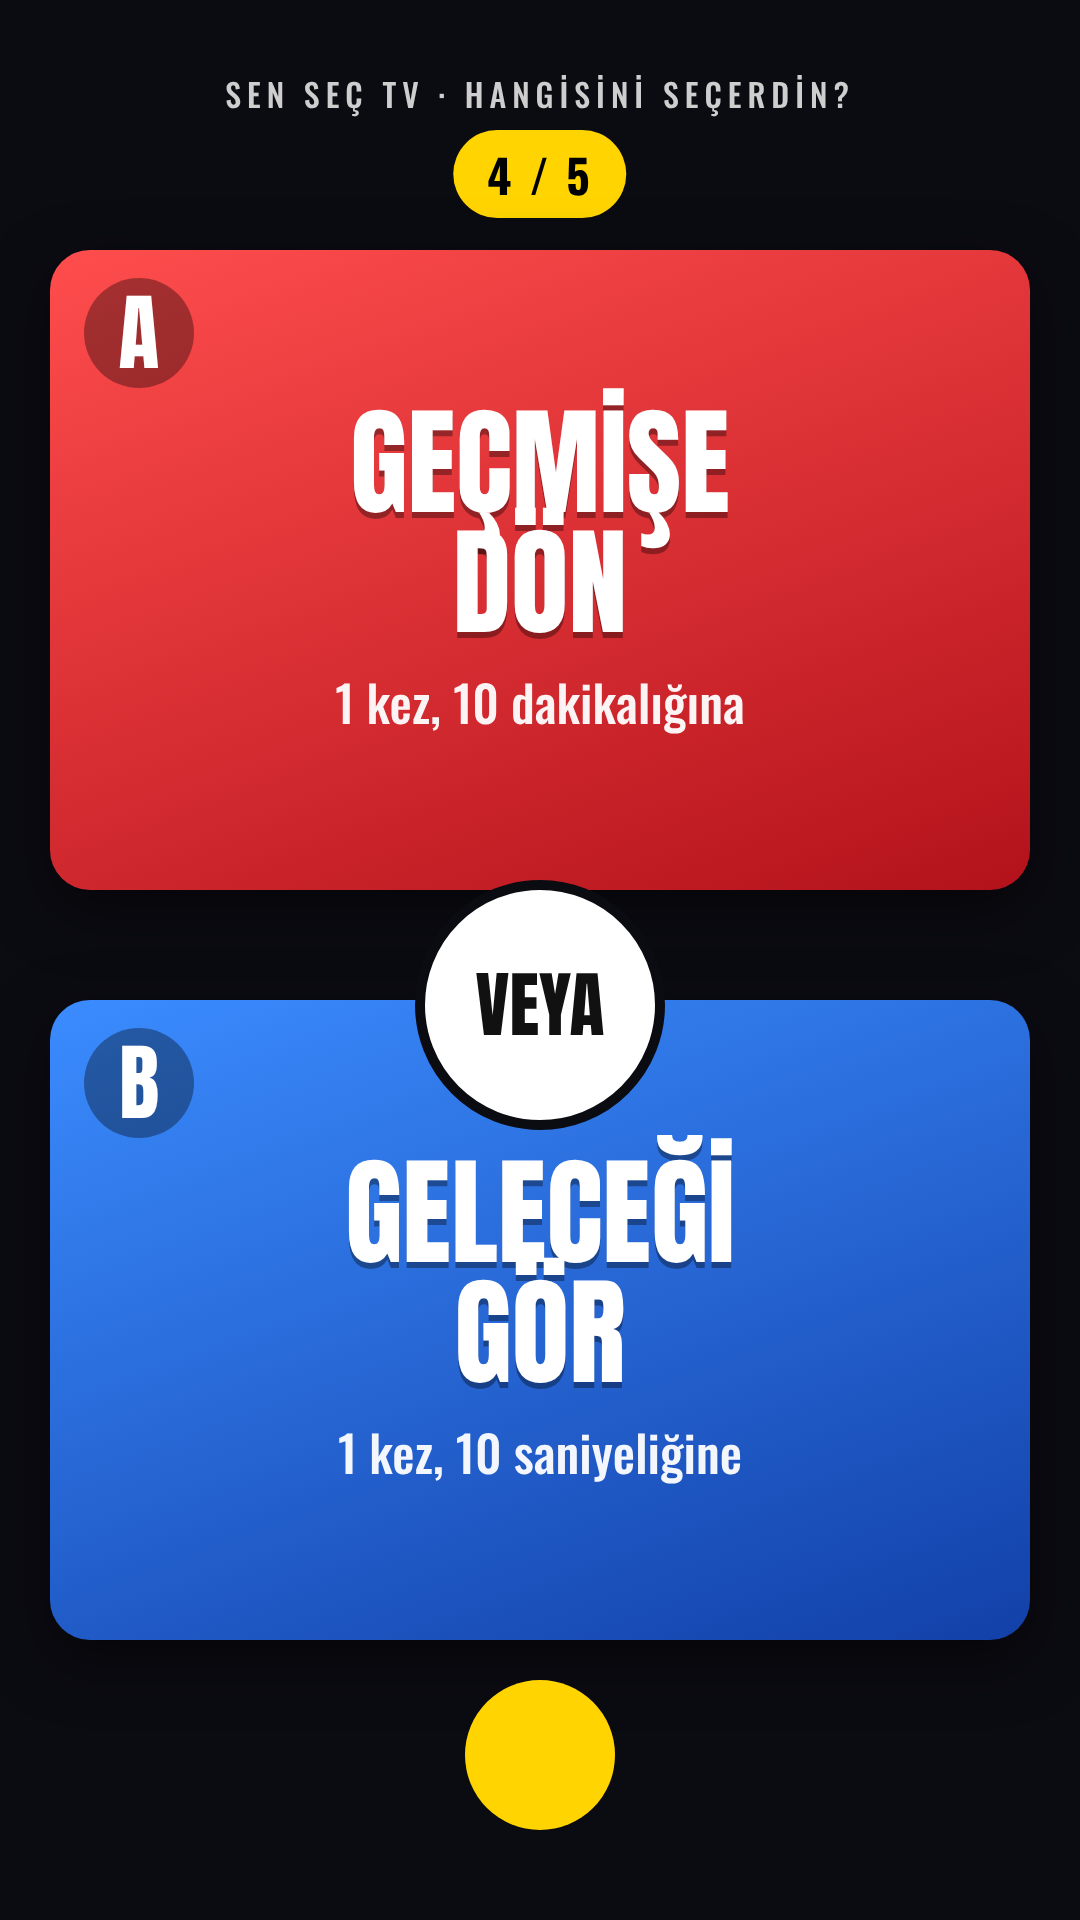 SEN SEÇ TV · HANGİSİNİ SEÇERDİN?
4 / 5
A
GEÇMİŞE
DÖN
1 kez, 10 dakikalığına
VEYA
B
GELECEĞİ
GÖR
1 kez, 10 saniyeliğine